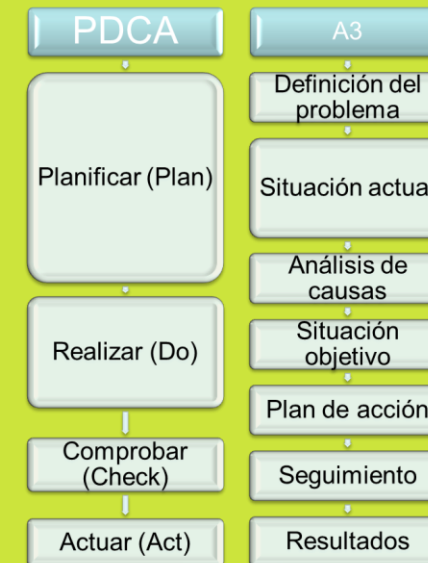 PDCA
Planificar (Plan)
Realizar (Do)
Comprobar
(Check)
Actuar (Act)
A3
Definición del
problema
Situación actua
Análisis de
causas
Situación
objetivo
Plan de acción
Seguimiento
Resultados